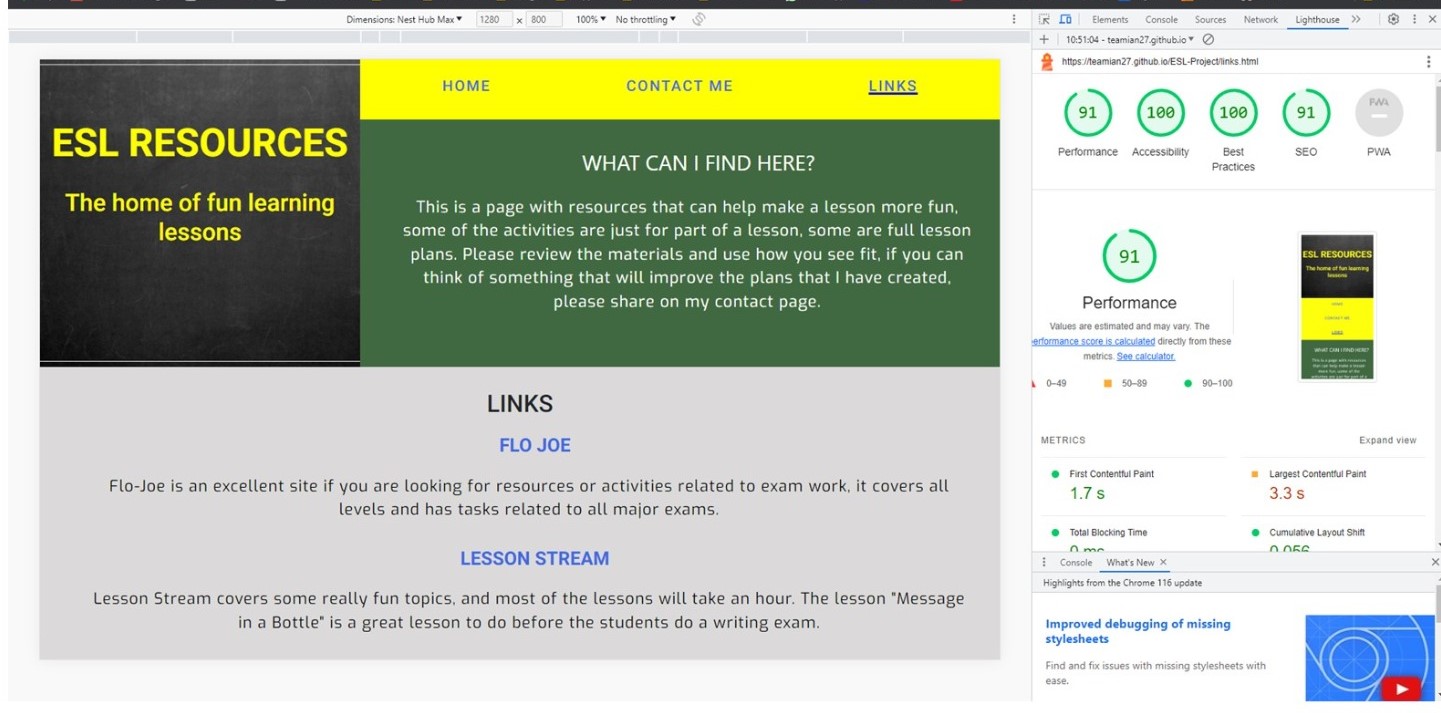 Dimensions: Nest Hub Max ▼ 1280 x 800 100% ▼ No throttling ▼
Elements Console Sources Network Lighthouse
10:51:04 - teamian27.github.io ▼
https://teamian27.github.io/ESL-Project/links.html
HOME CONTACT ME LINKS
ESL RESOURCES
The home of fun learning
lessons
WHAT CAN I FIND HERE?
This is a page with resources that can help make a lesson more fun,
some of the activities are just for part of a lesson, some are full lesson
plans. Please review the materials and use how you see fit, if you can
think of something that will improve the plans that I have created,
please share on my contact page.
LINKS
FLO JOE
Flo-Joe is an excellent site if you are looking for resources or activities related to exam work, it covers all
levels and has tasks related to all major exams.
LESSON STREAM
Lesson Stream covers some really fun topics, and most of the lessons will take an hour. The lesson "Message
in a Bottle" is a great lesson to do before the students do a writing exam.
91 100 100 91 PWA
Performance Accessibility Best SEO PWA
Practices
91
Performance
Values are estimated and may vary. The
performance score is calculated directly from these
metrics. See calculator.
0–49 50–89 90–100
ESL RESOURCES
The home of fun learning
lessons
CONTACT ME
LINKS
WHAT CAN I FIND HERE?
METRICS Expand view
First Contentful Paint Largest Contentful Paint
1.7 s 3.3 s
Total Blocking Time Cumulative Layout Shift
0 ms 0.056
Console What's New
Highlights from the Chrome 116 update
Improved debugging of missing
stylesheets
Find and fix issues with missing stylesheets with
ease.